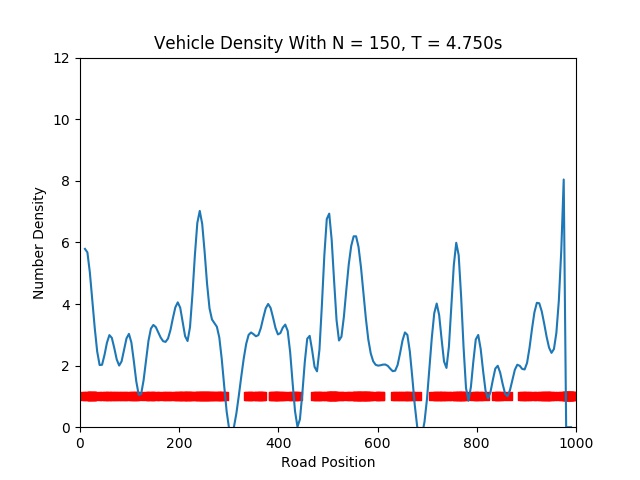 Vehicle Density With N = 150, T = 4.750s
12
10
8
6
4
2
0
Number Density
0 200 400 600 800 1000
Road Position